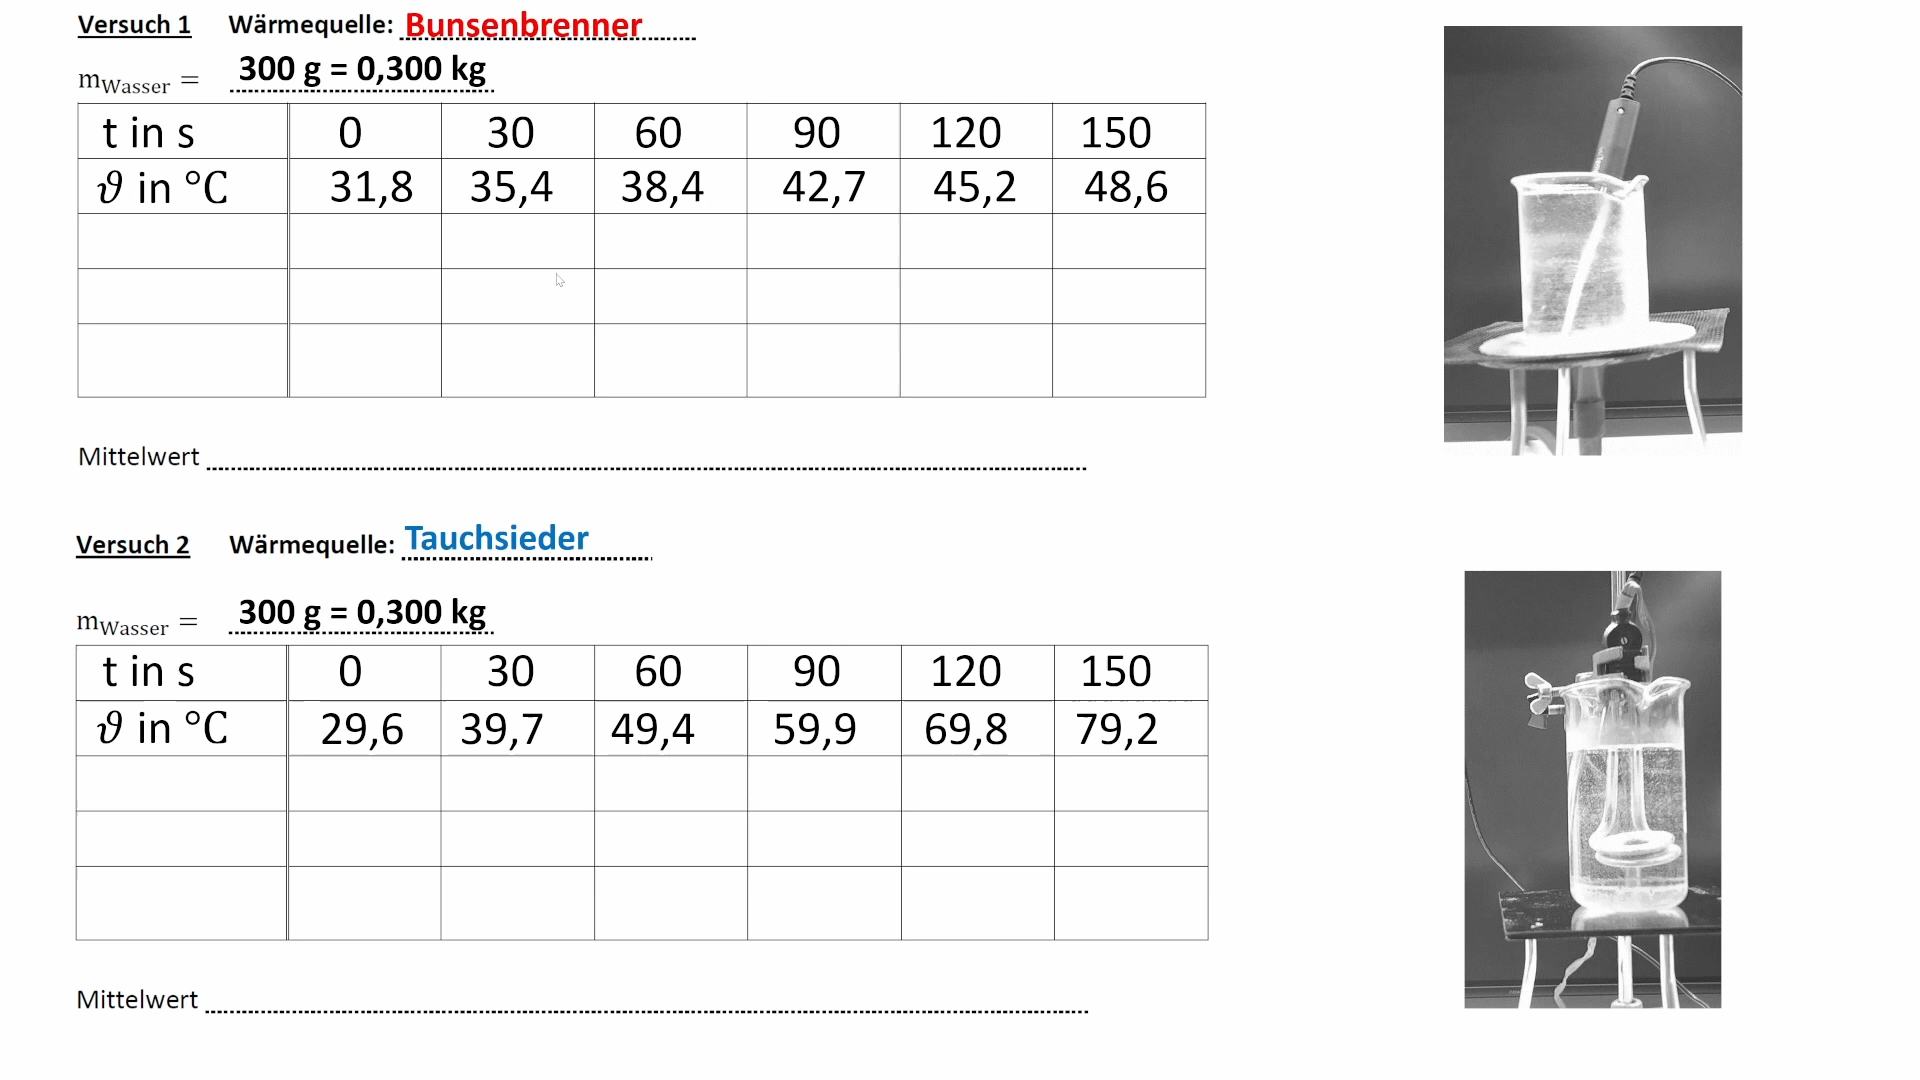 Versuch 1 Wärmequelle: Bunsenbrenner
mWasser = 300 g = 0,300 kg
t in s 0 30 60 90 120 150
ϑ in °C 31,8 35,4 38,4 42,7 45,2 48,6
Mittelwert
Versuch 2 Wärmequelle: Tauchsieder
mWasser = 300 g = 0,300 kg
t in s 0 30 60 90 120 150
ϑ in °C 29,6 39,7 49,4 59,9 69,8 79,2
Mittelwert